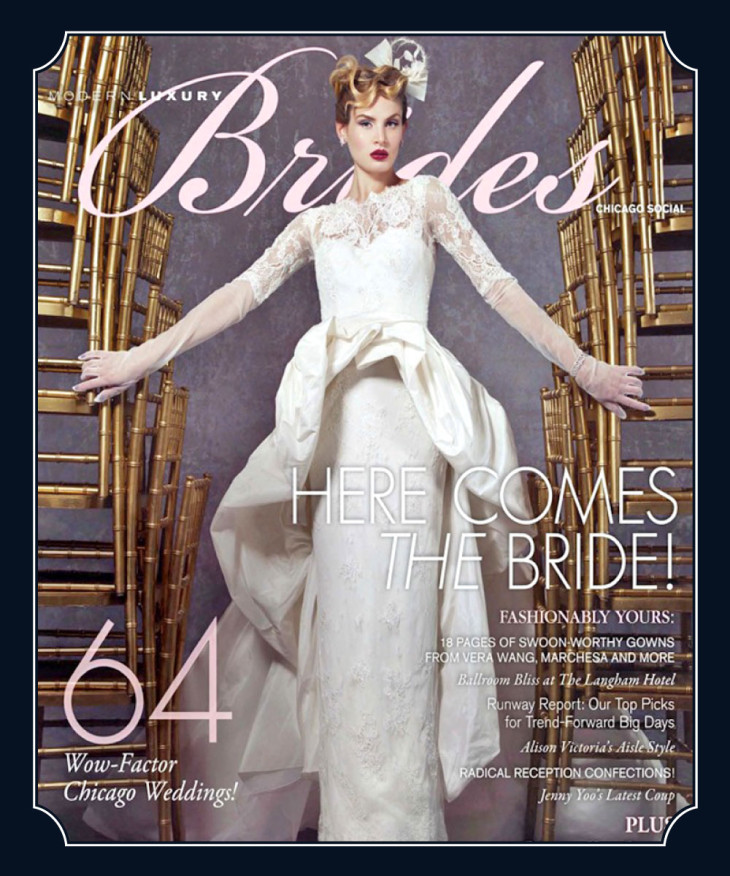 MODERN LUXURY
Brides
CHICAGO SOCIAL
HERE COMES
THE BRIDE!
FASHIONABLY YOURS:
18 PAGES OF SWOON-WORTHY GOWNS
FROM VERA WANG, MARCHESA AND MORE
Ballroom Bliss at The Langham Hotel
Runway Report: Our Top Picks
for Trend-Forward Big Days
Alison Victoria's Aisle Style
RADICAL RECEPTION CONFECTIONS!
Jenny Yoo's Latest Coup
PLUS
64
Wow-Factor
Chicago Weddings!